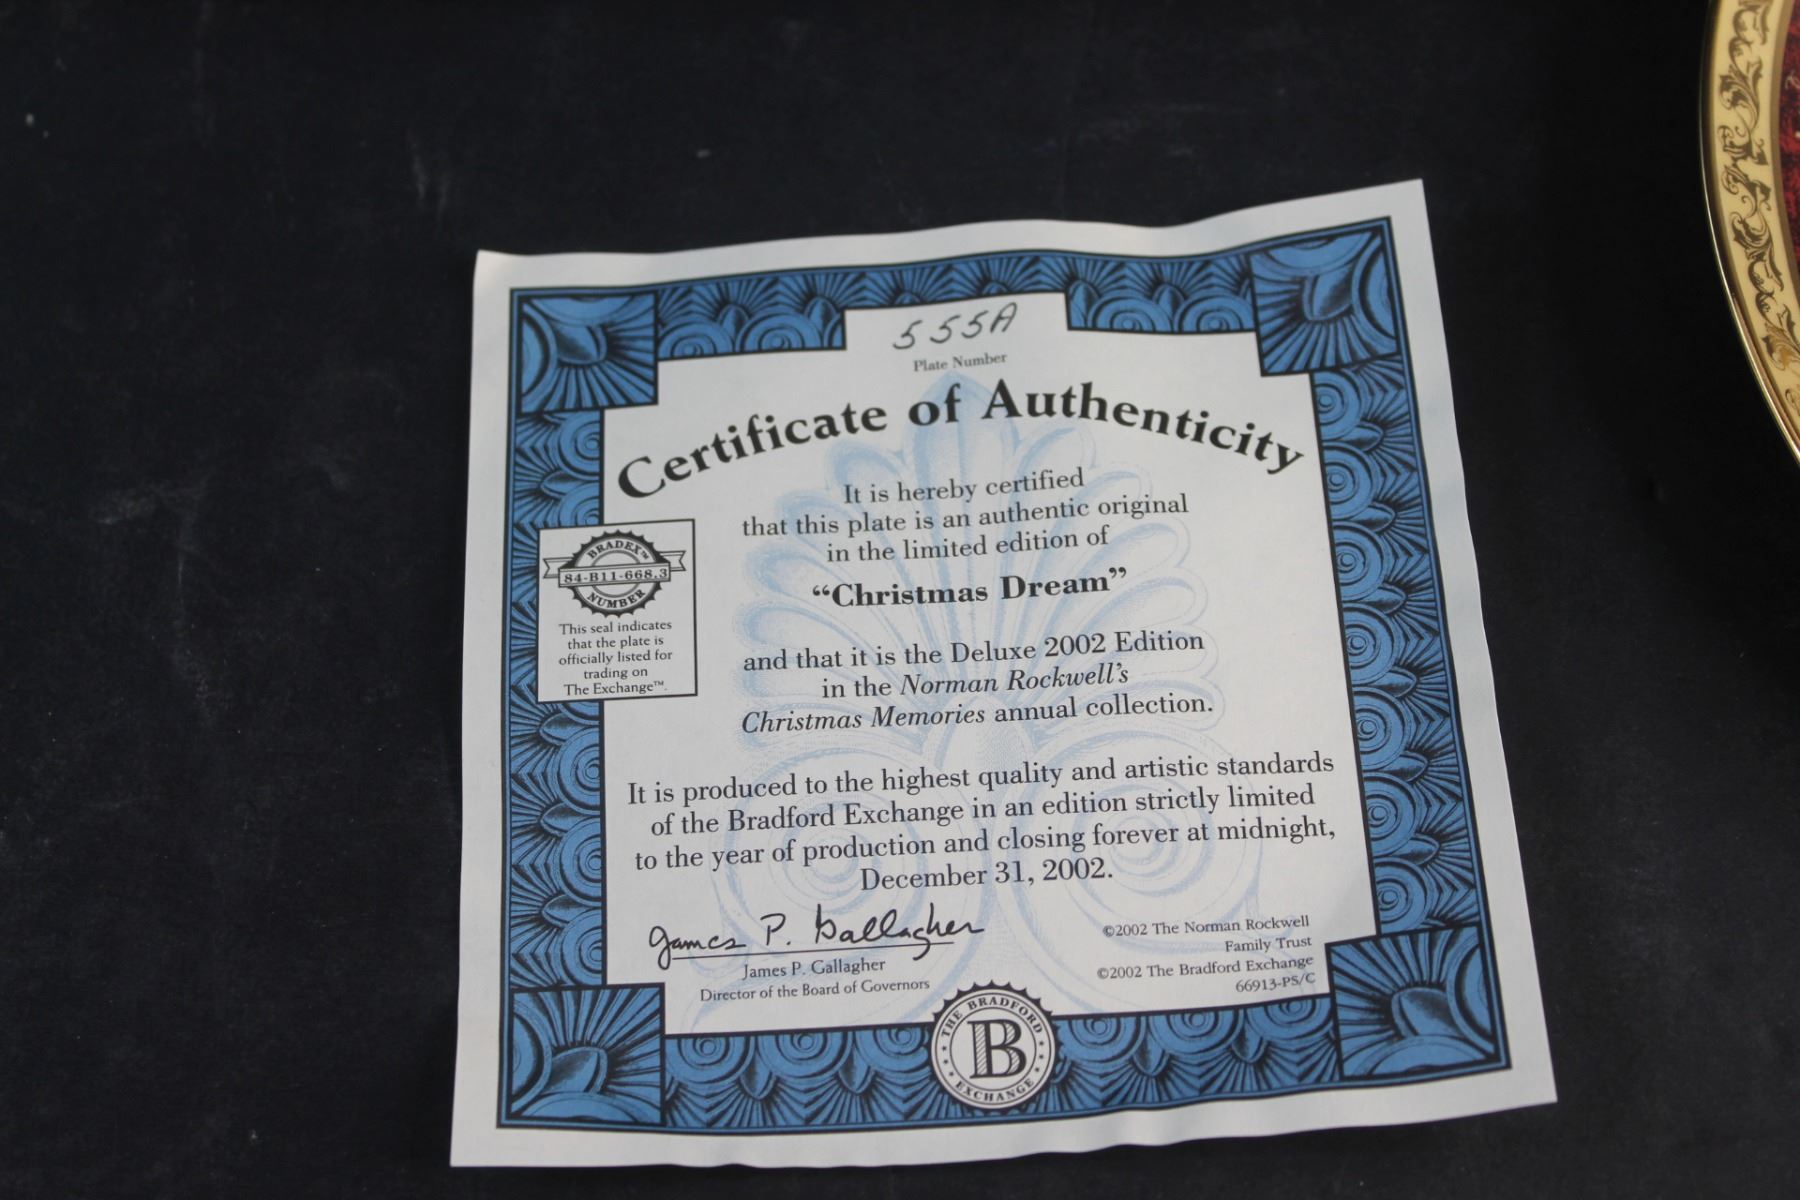 555A
Plate Number
Certificate of Authenticity
It is hereby certified
that this plate is an authentic original
in the limited edition of
“Christmas Dream”
and that it is the Deluxe 2002 Edition
in the Norman Rockwell's
Christmas Memories annual collection.
It is produced to the highest quality and artistic standards
of the Bradford Exchange in an edition strictly limited
to the year of production and closing forever at midnight,
December 31, 2002.
BRADEX™
84-B11-668.3
NUMBER
This seal indicates
that the plate is
officially listed for
trading on
The Exchange™.
James P. Gallagher
James P. Gallagher
Director of the Board of Governors
©2002 The Norman Rockwell
Family Trust
©2002 The Bradford Exchange
66913-PS/C
THE BRADFORD
B
EXCHANGE